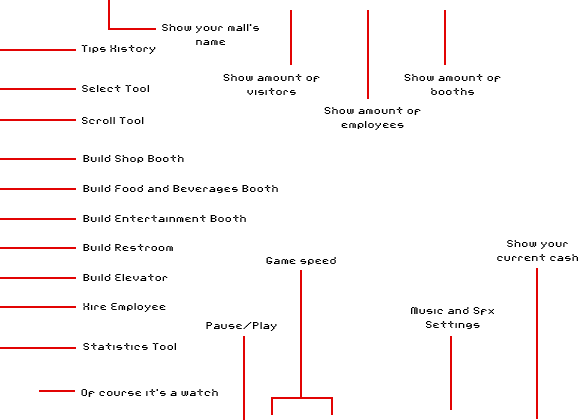 Show your mall's
name
Tips History
Show amount of
visitors
Show amount of
booths
Select Tool
Show amount of
employees
Scroll Tool
Build Shop Booth
Build Food and Beverages Booth
Build Entertainment Booth
Build Restroom
Show your
current cash
Game speed
Build Elevator
Hire Employee
Music and Sfx
Settings
Pause/Play
Statistics Tool
Of course it's a watch